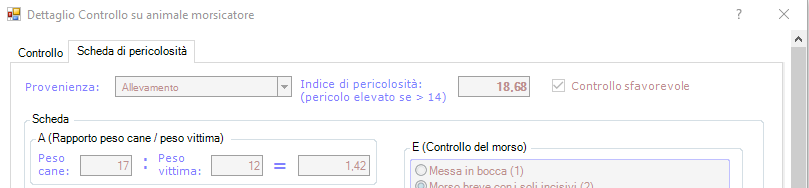 Dettaglio Controllo su animale morsicatore
Controllo Scheda di pericolosità
Provenienza: Allevamento Indice di pericolosità: 18,68 Controllo sfavorevole
(pericolo elevato se > 14)
Scheda
A (Rapporto peso cane / peso vittima)
Peso cane: 17 : Peso vittima: 12 = 1,42
E (Controllo del morso)
Messa in bocca (1)
Morso breve con i soli incisivi (2)